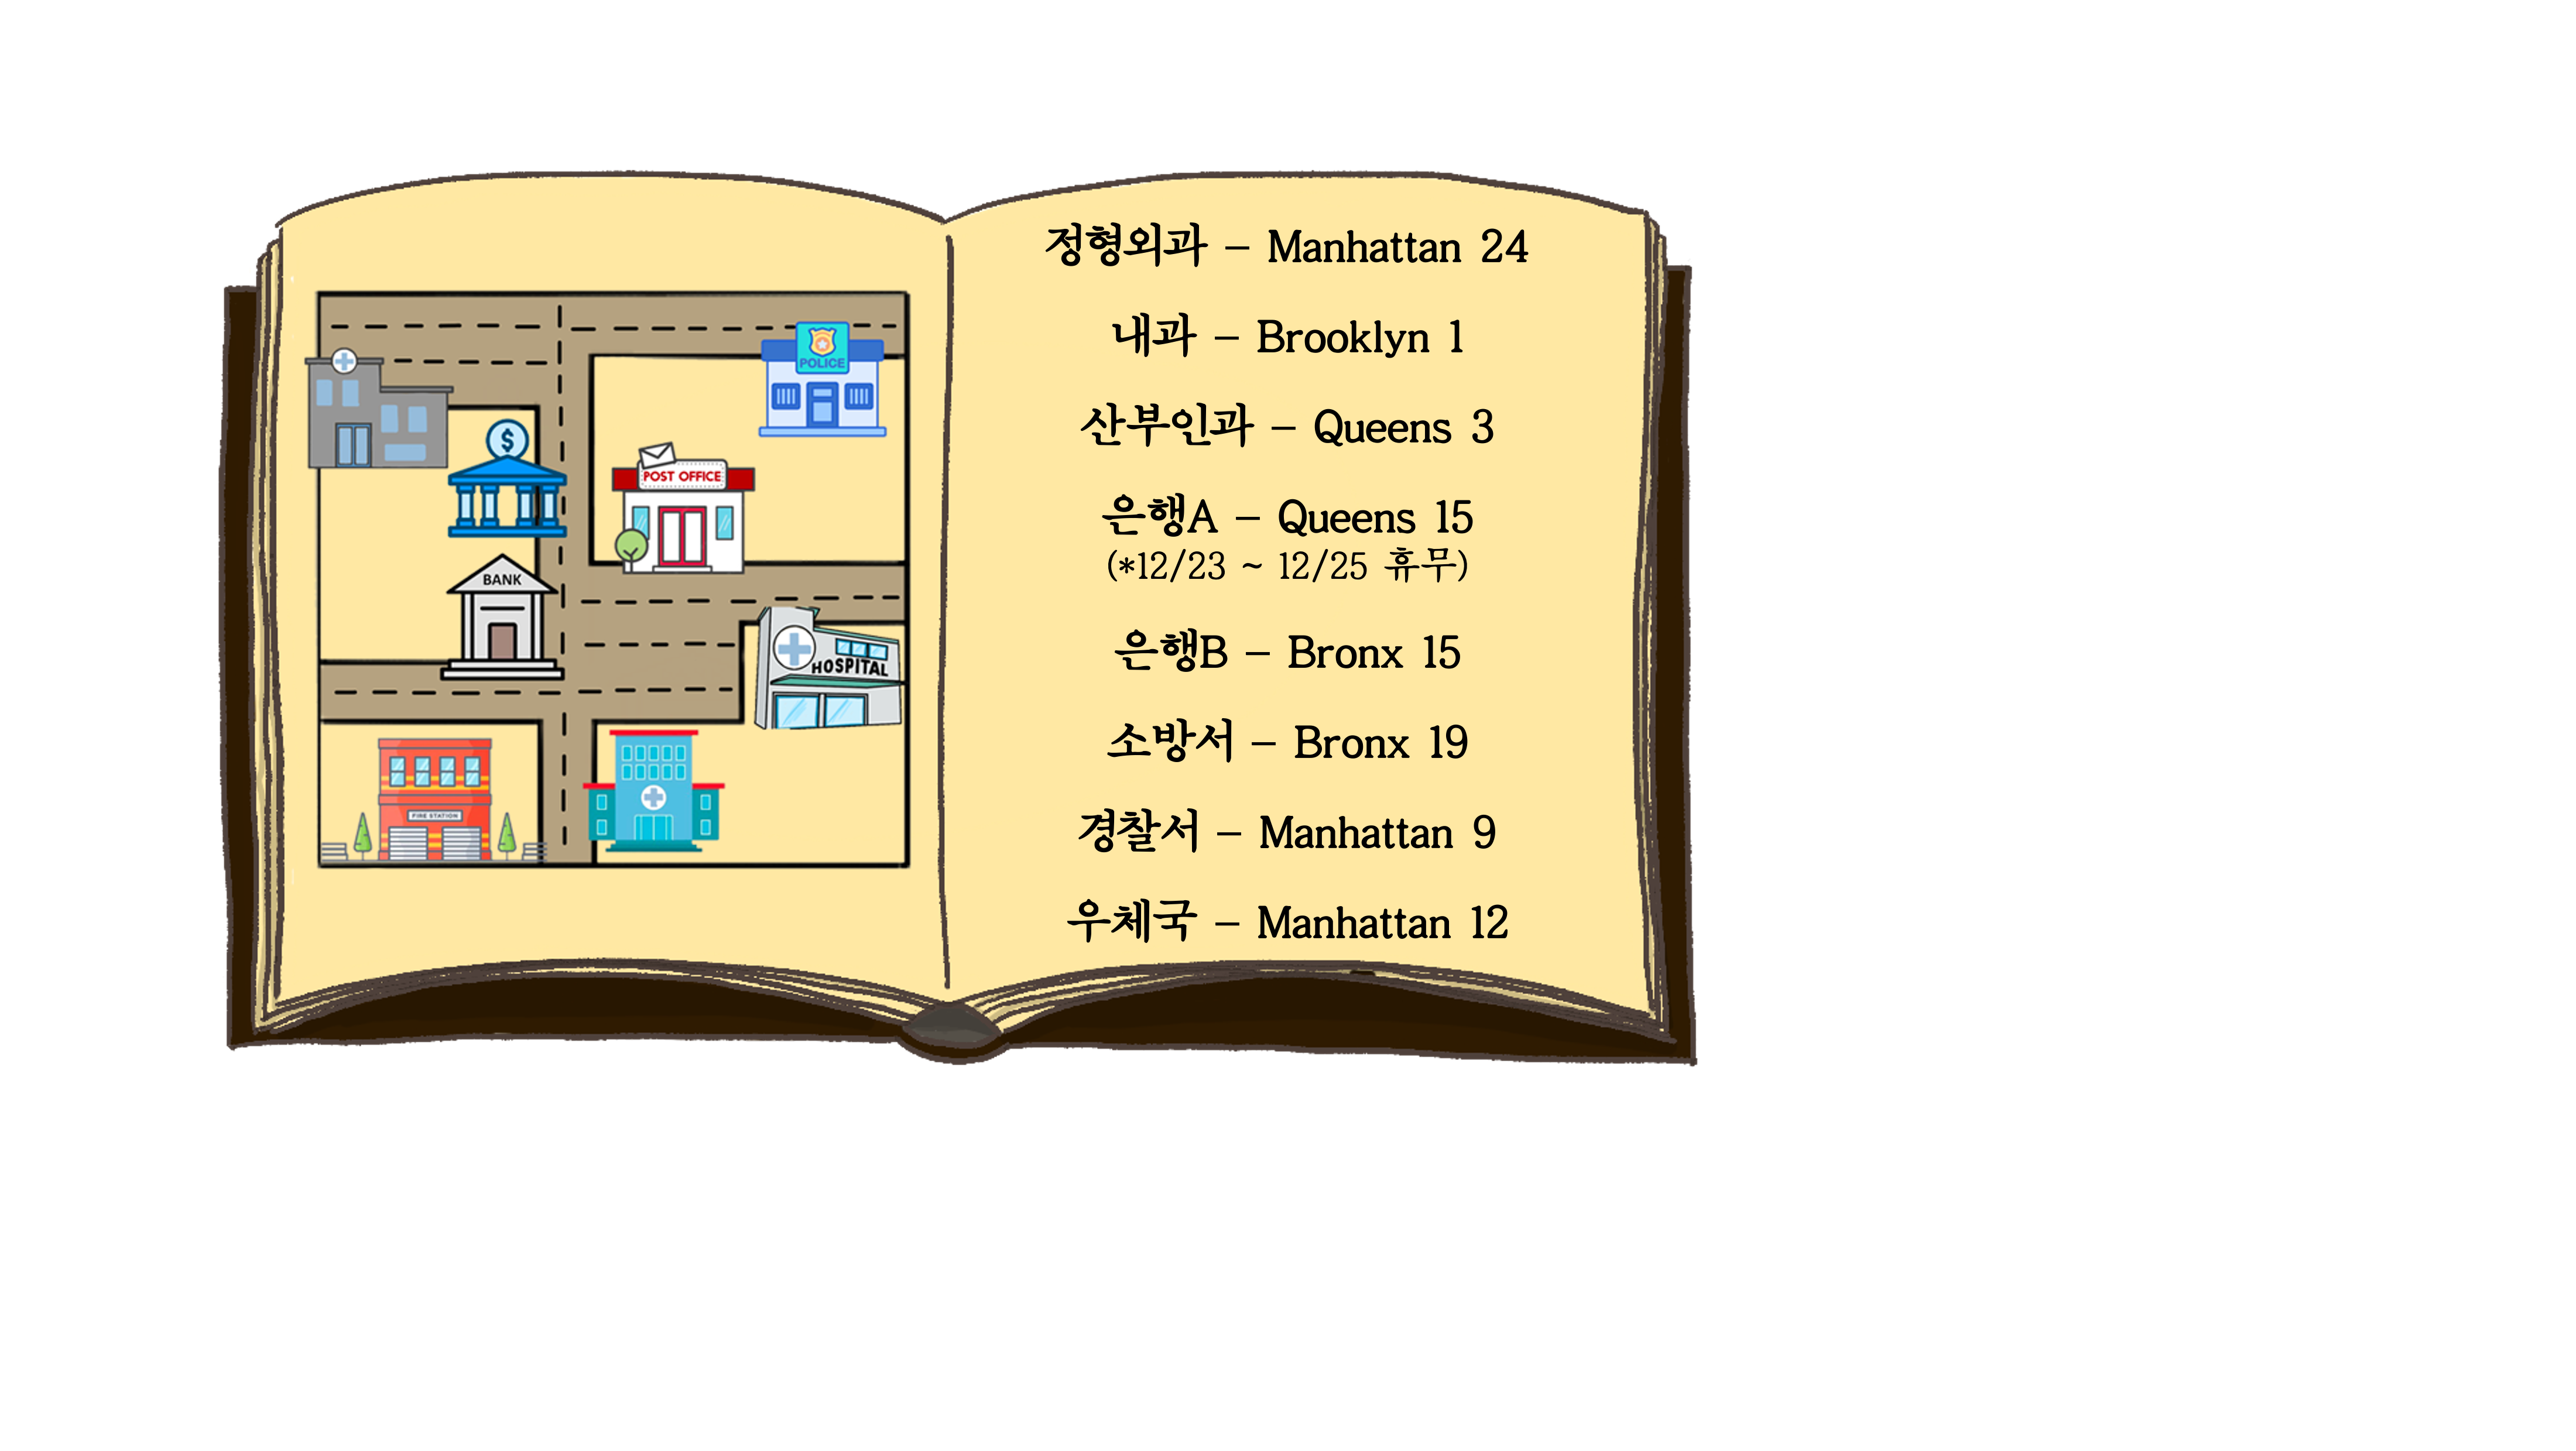 POLICE
$
POST OFFICE
BANK
HOSPITAL
FIRE STATION
정형외과 – Manhattan 24
내과 – Brooklyn 1
산부인과 – Queens 3
은행A – Queens 15
(*12/23 ~ 12/25 휴무)
은행B – Bronx 15
소방서 – Bronx 19
경찰서 – Manhattan 9
우체국 – Manhattan 12